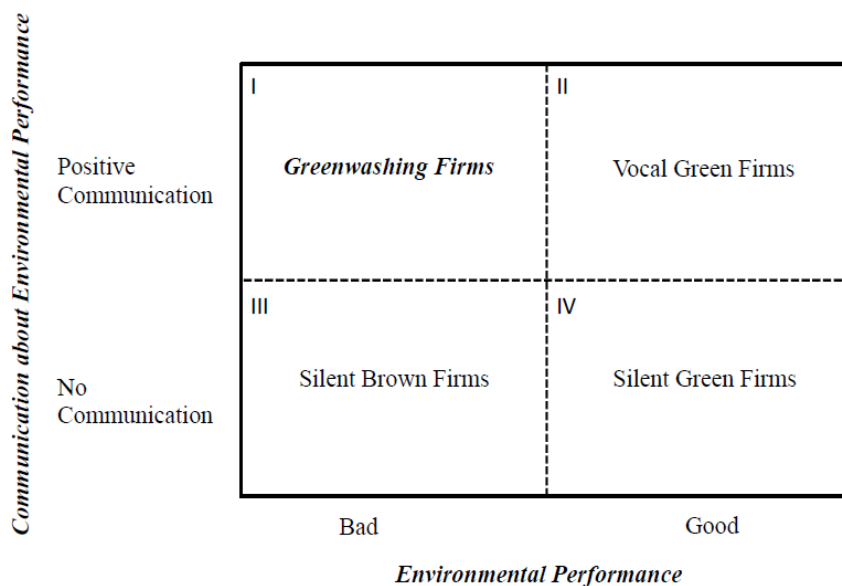 Communication about Environmental Performance
I
II
Positive
Communication
Greenwashing Firms
Vocal Green Firms
III
IV
No
Communication
Silent Brown Firms
Silent Green Firms
Bad
Good
Environmental Performance